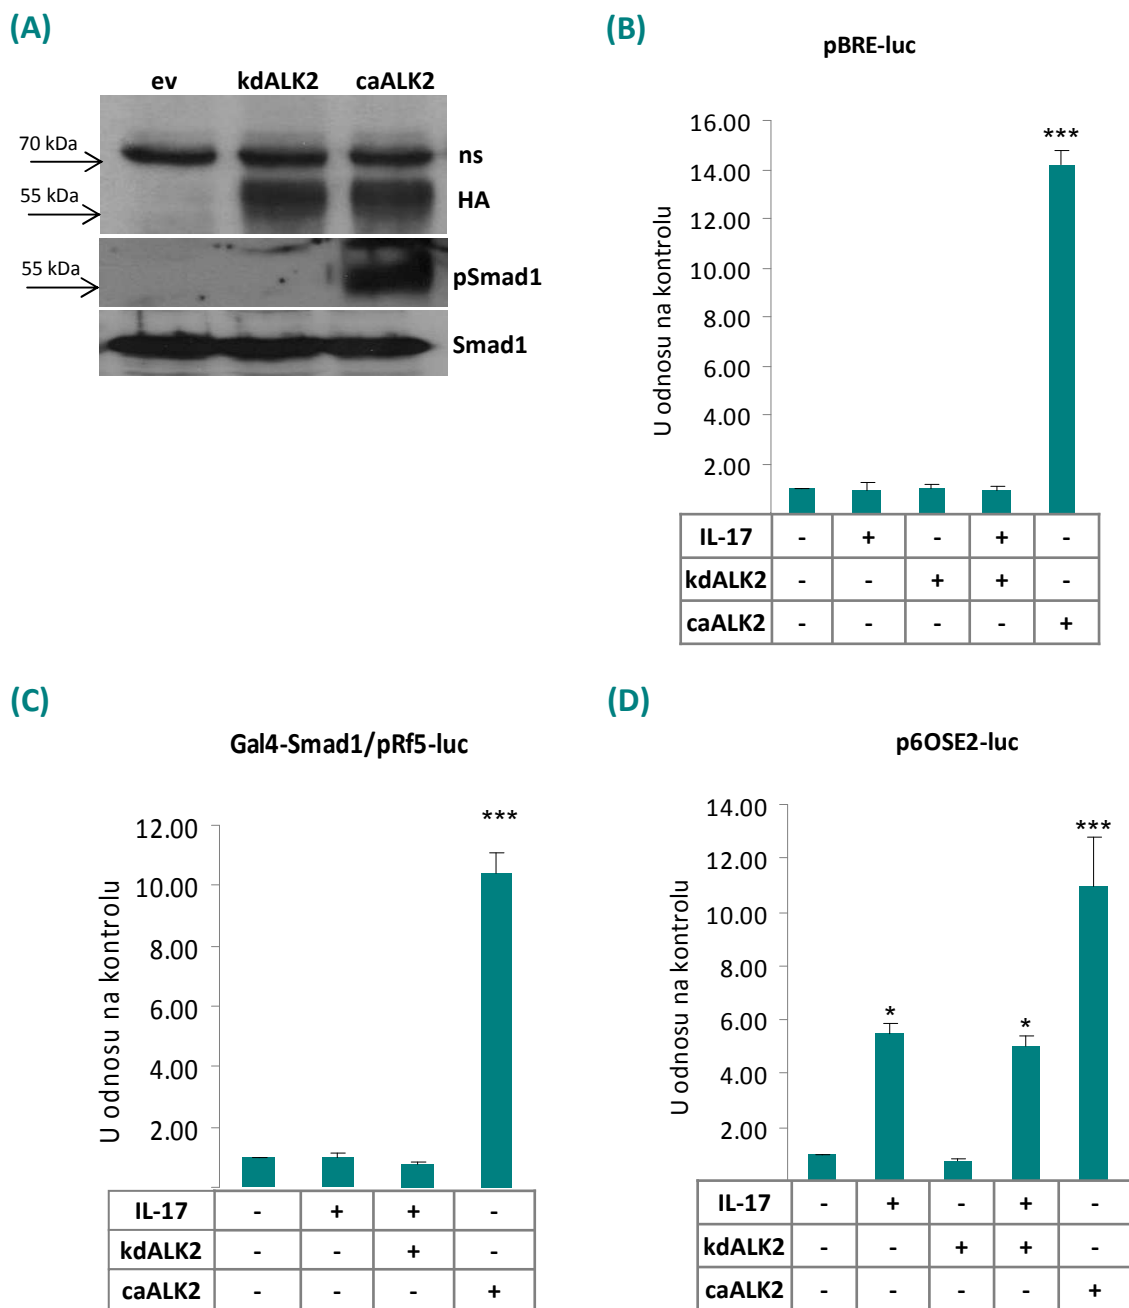 (A)
ev kdALK2 caALK2
70 kDa
ns
55 kDa
HA
55 kDa
pSmad1
Smad1
(B)
pBRE-luc
U odnosu na kontrolu
16.00
14.00
12.00
10.00
8.00
6.00
4.00
2.00
***
IL-17 - + - + -
kdALK2 - - + + -
caALK2 - - - - +
(C)
Gal4-Smad1/pRf5-luc
U odnosu na kontrolu
12.00
10.00
8.00
6.00
4.00
2.00
***
IL-17 - + + -
kdALK2 - - + -
caALK2 - - - +
(D)
p6OSE2-luc
U odnosu na kontrolu
14.00
12.00
10.00
8.00
6.00
4.00
2.00
* * ***
IL-17 - + - + -
kdALK2 - - + + -
caALK2 - - - - +